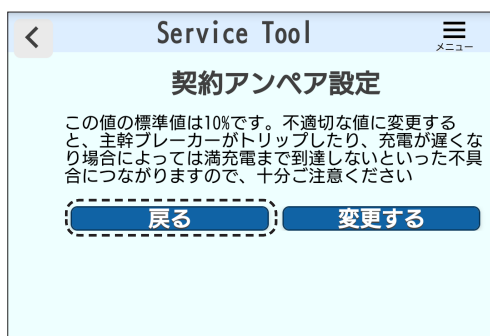 Service Tool
メニュー
契約アンペア設定
この値の標準値は10%です。不適切な値に変更する
と、主幹ブレーカーがトリップしたり、充電が遅くな
り場合によっては満充電まで到達しないといった不具
合につながりますので、十分ご注意ください
戻る
変更する